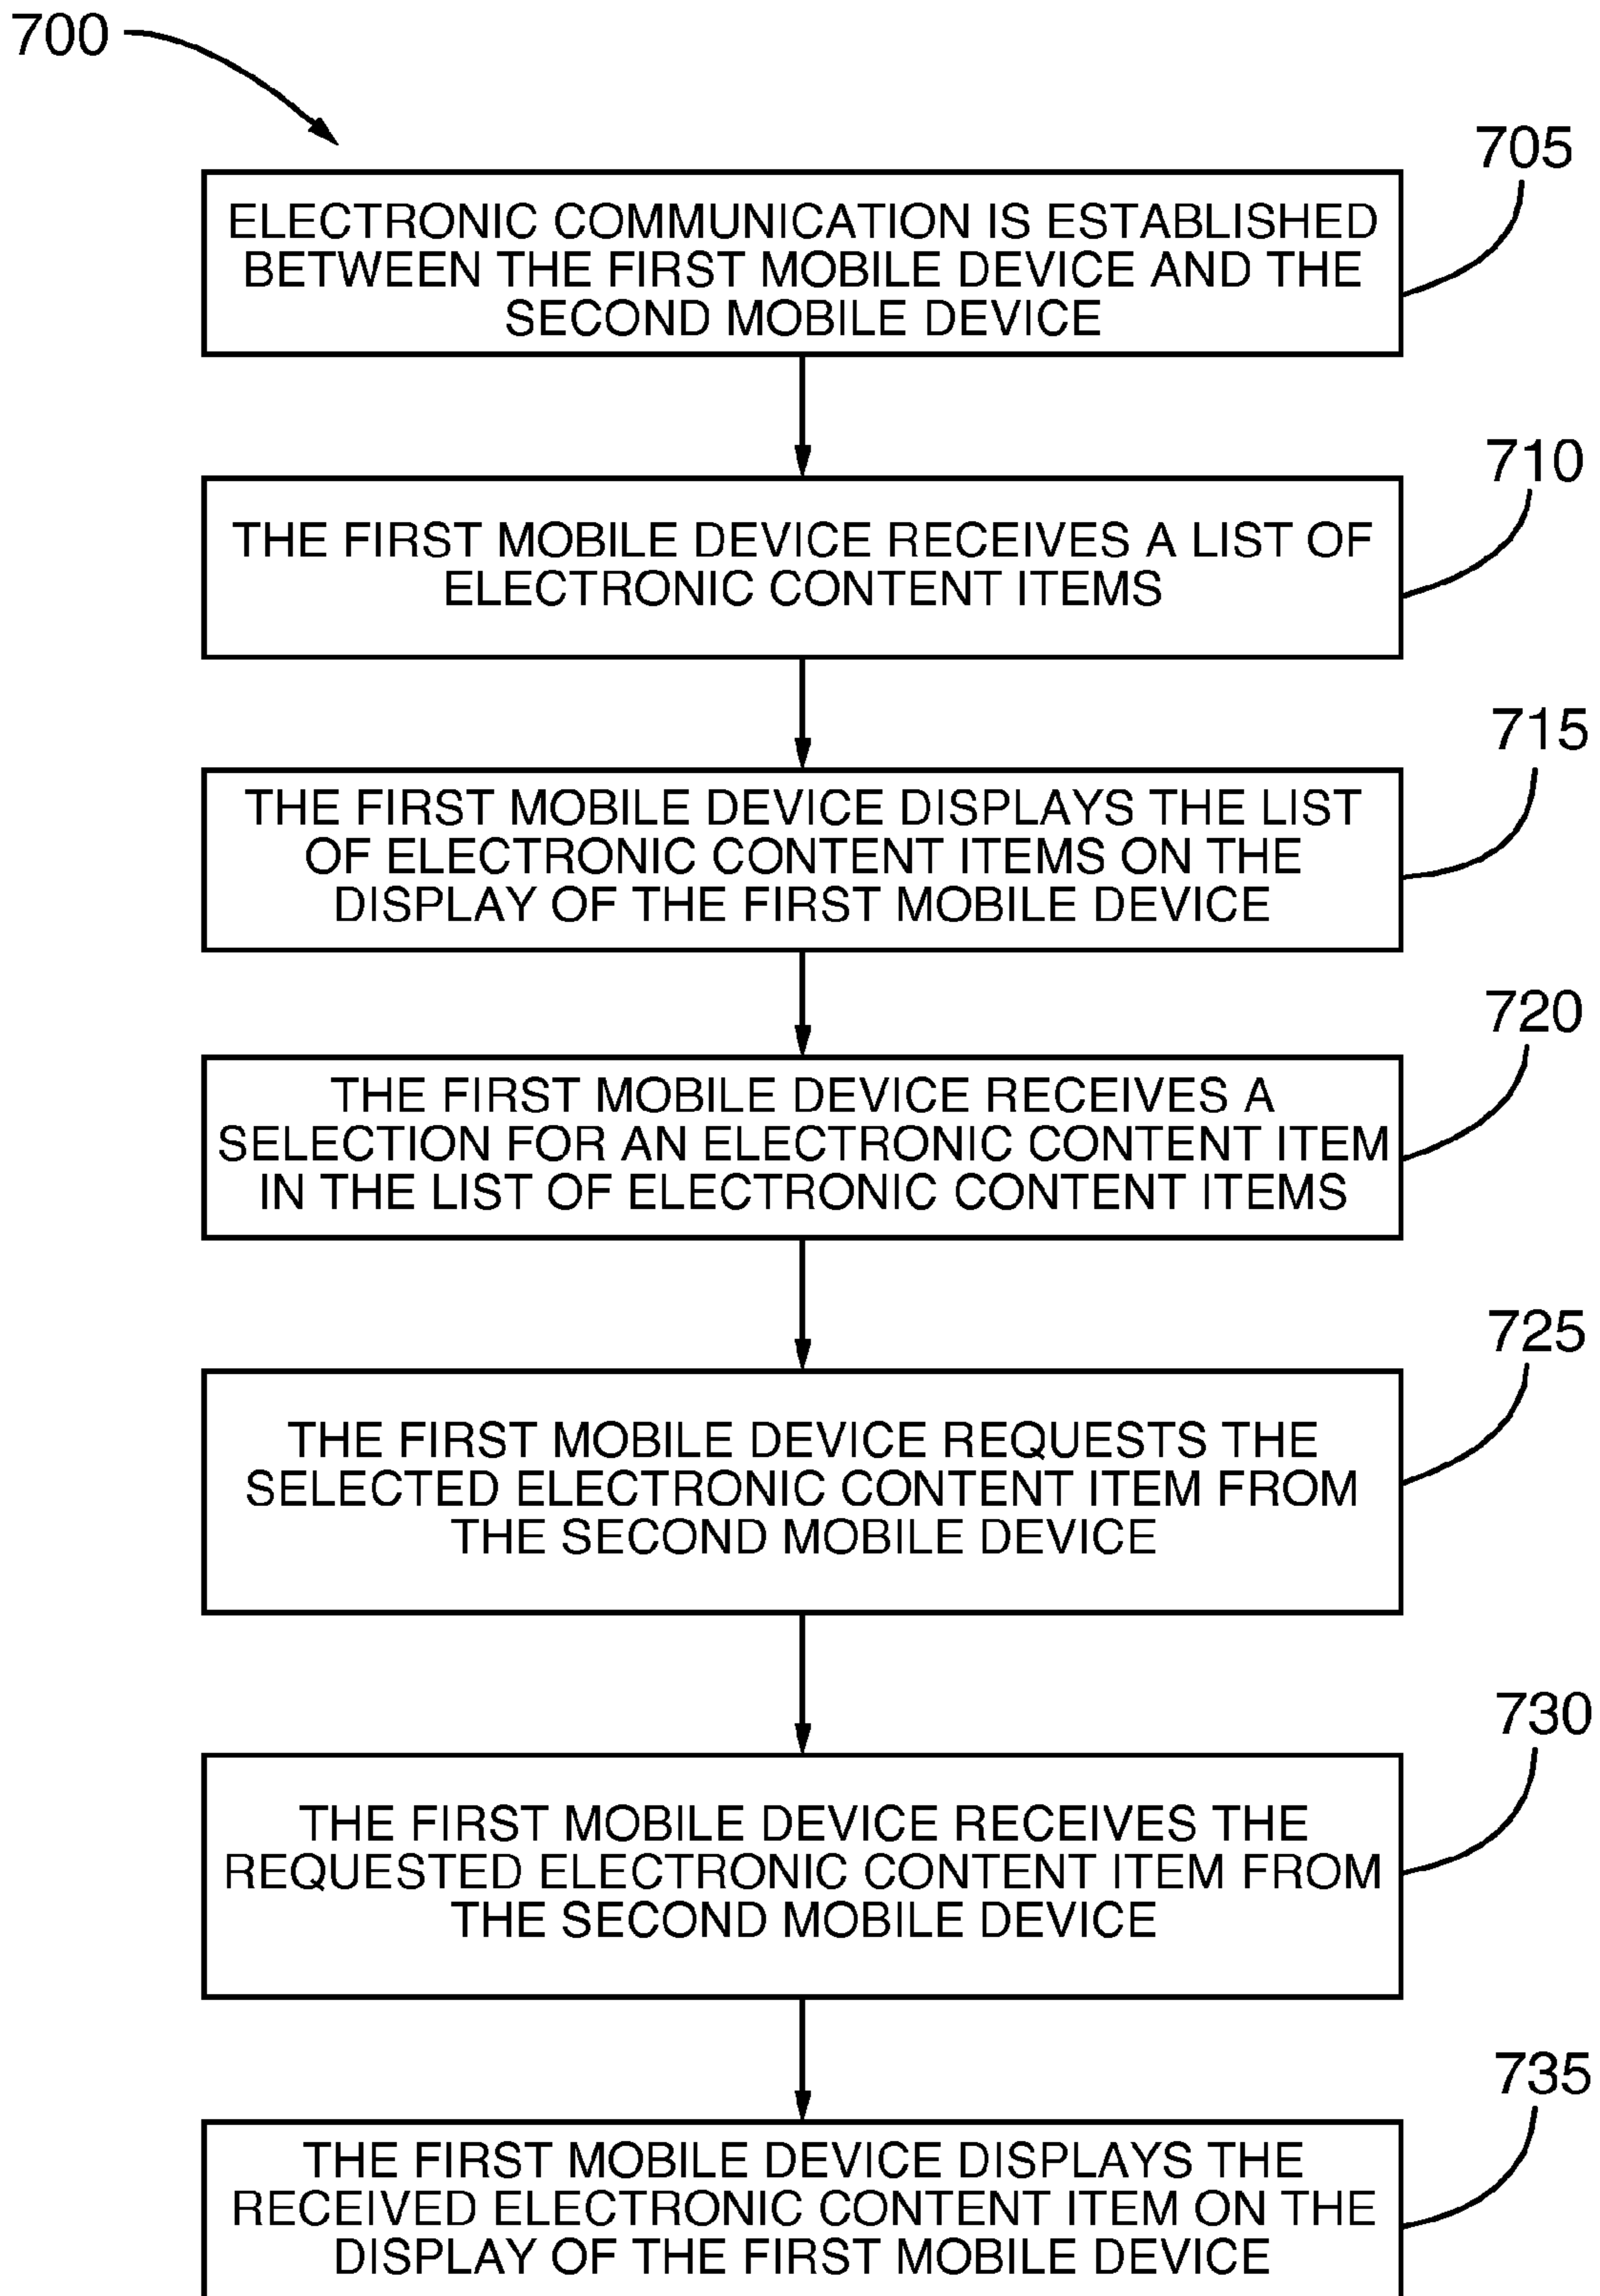 700
705
ELECTRONIC COMMUNICATION IS ESTABLISHED
BETWEEN THE FIRST MOBILE DEVICE AND THE
SECOND MOBILE DEVICE
710
THE FIRST MOBILE DEVICE RECEIVES A LIST OF
ELECTRONIC CONTENT ITEMS
715
THE FIRST MOBILE DEVICE DISPLAYS THE LIST
OF ELECTRONIC CONTENT ITEMS ON THE
DISPLAY OF THE FIRST MOBILE DEVICE
720
THE FIRST MOBILE DEVICE RECEIVES A
SELECTION FOR AN ELECTRONIC CONTENT ITEM
IN THE LIST OF ELECTRONIC CONTENT ITEMS
725
THE FIRST MOBILE DEVICE REQUESTS THE
SELECTED ELECTRONIC CONTENT ITEM FROM
THE SECOND MOBILE DEVICE
730
THE FIRST MOBILE DEVICE RECEIVES THE
REQUESTED ELECTRONIC CONTENT ITEM FROM
THE SECOND MOBILE DEVICE
735
THE FIRST MOBILE DEVICE DISPLAYS THE
RECEIVED ELECTRONIC CONTENT ITEM ON THE
DISPLAY OF THE FIRST MOBILE DEVICE